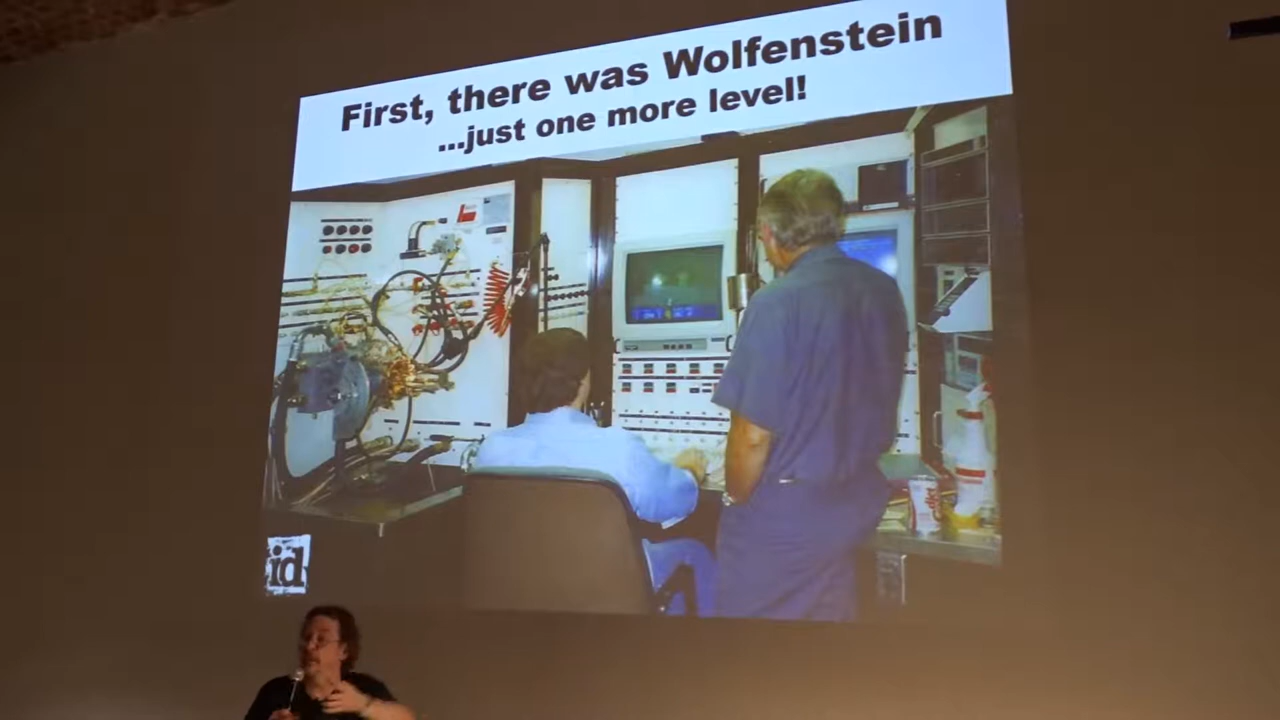 First, there was Wolfenstein
...just one more level!
id